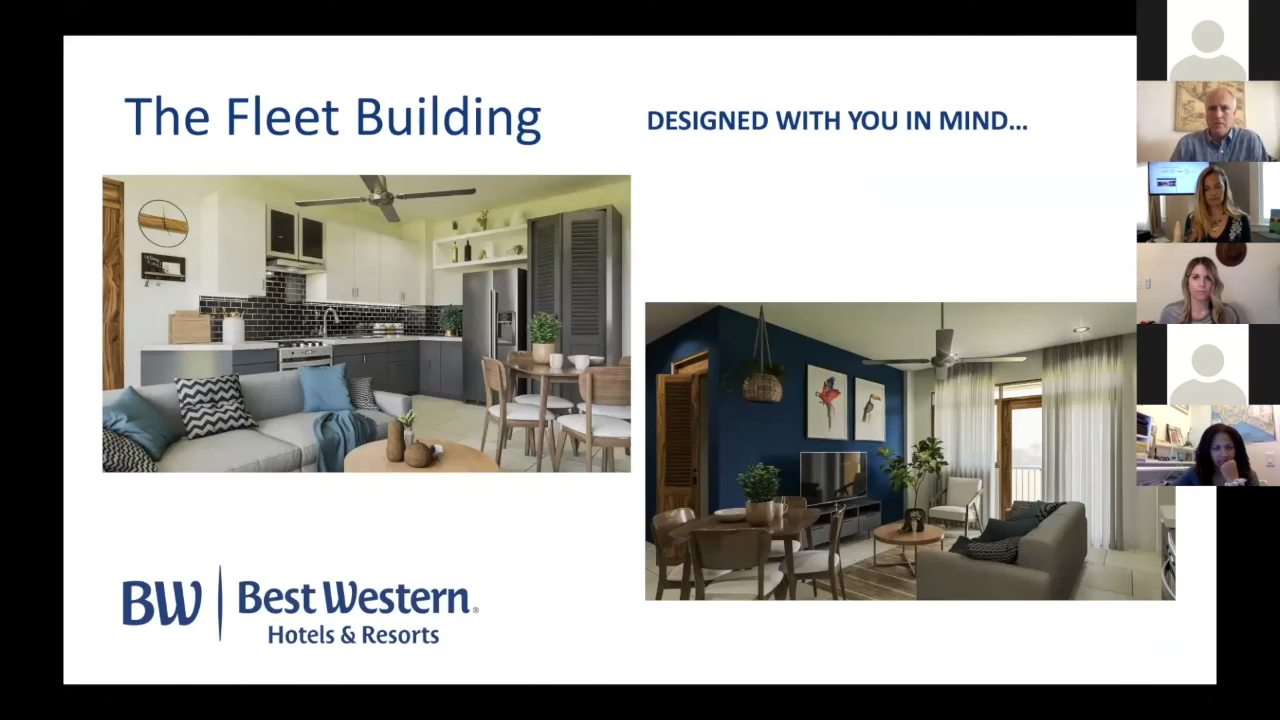 The Fleet Building
DESIGNED WITH YOU IN MIND...
BW
Best Western®
Hotels & Resorts